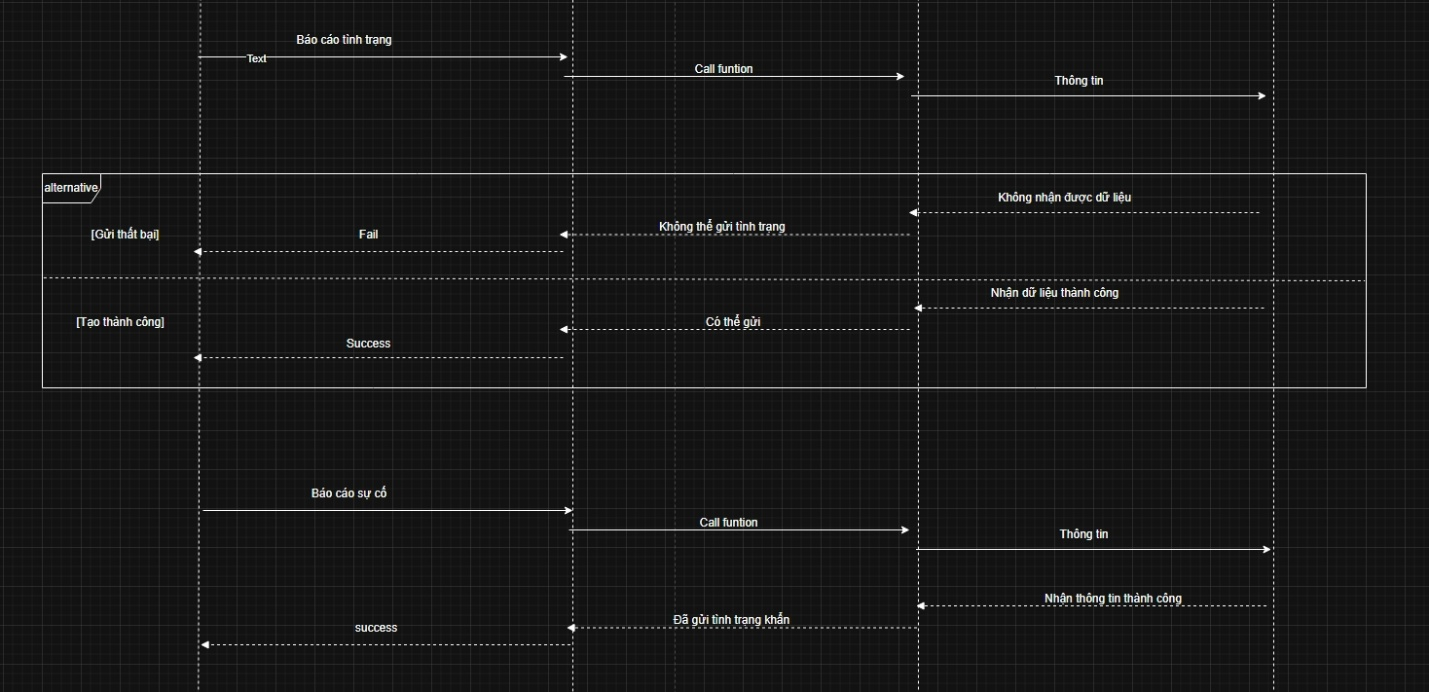 Báo cáo tình trạng
Text
Call funtion
Thông tin
alternative
Không nhận được dữ liệu
Không thể gửi tình trạng
[Gửi thất bại]
Fail
Nhận dữ liệu thành công
[Tạo thành công]
Có thể gửi
Success
Báo cáo sự cố
Call funtion
Thông tin
Nhận thông tin thành công
Đã gửi tình trạng khẩn
success